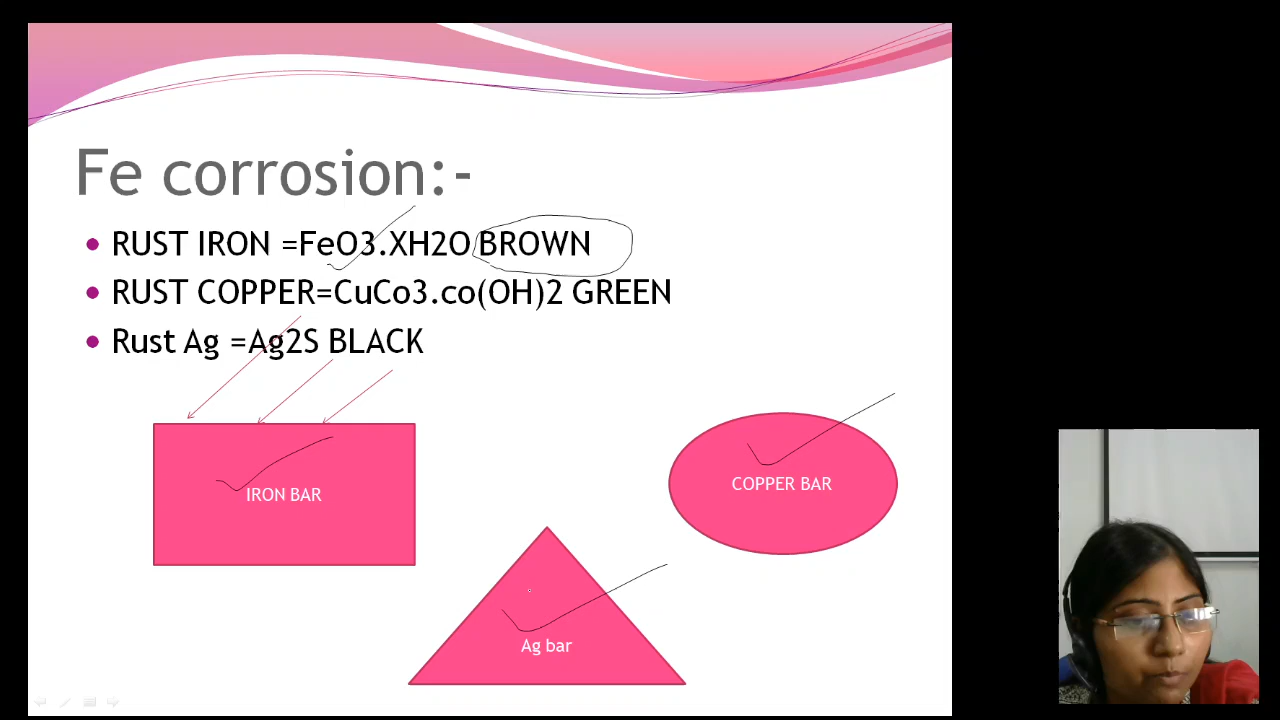 Fe corrosion:-
RUST IRON =FeO3.XH2O BROWN
RUST COPPER=CuCo3.co(OH)2 GREEN
Rust Ag =Ag2S BLACK
IRON BAR
COPPER BAR
Ag bar